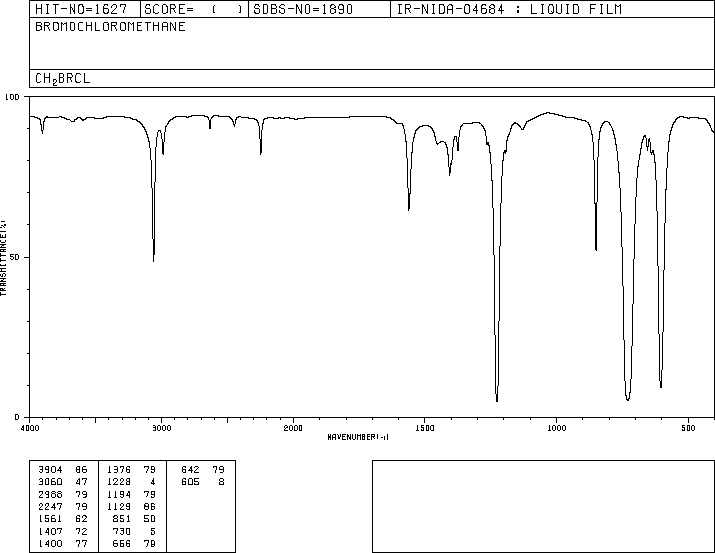 HIT-NO=1627 SCORE= ( ) SDBS-NO=1890 IR-NIDA-04684 : LIQUID FILM
BROMOCHLOROMETHANE
CH2BRCL
100
50
0
TRANSMITTANCE(%)
4000 3000 2000 1500 1000 500
WAVENUMBER(-1)
3904 86 1376 79 642 79
3060 47 1228 4 605 8
2988 79 1194 79
2247 79 1129 86
1561 62 851 50
1407 72 730 5
1400 77 666 79